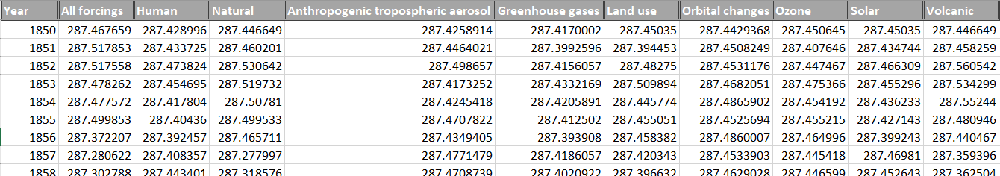 Year All forcings Human Natural Anthropogenic tropospheric aerosol Greenhouse gases Land use Orbital changes Ozone Solar Volcanic
1850 287.467659 287.428996 287.446649 287.4258914 287.4170002 287.45035 287.4429368 287.450645 287.45035 287.446649
1851 287.517853 287.433725 287.460201 287.4464021 287.3992596 287.394453 287.4508249 287.407646 287.434744 287.458259
1852 287.517558 287.473824 287.530642 287.498657 287.4156057 287.48275 287.4531176 287.447467 287.466309 287.560542
1853 287.478262 287.454695 287.519732 287.4173252 287.4332169 287.509894 287.4682051 287.475366 287.455296 287.534299
1854 287.477572 287.417804 287.50781 287.4245418 287.4205891 287.445774 287.4865902 287.454192 287.436233 287.55244
1855 287.499853 287.40436 287.499533 287.4707822 287.412502 287.455051 287.4525694 287.455215 287.427143 287.480946
1856 287.372207 287.392457 287.465711 287.4349405 287.393908 287.458382 287.4860007 287.464996 287.399243 287.440467
1857 287.280622 287.408357 287.277997 287.4771479 287.4186057 287.420343 287.4533903 287.445418 287.46981 287.359396
1858 287.302788 287.443401 287.318576 287.4708739 287.4020922 287.396632 287.4629028 287.446599 287.452643 287.362504